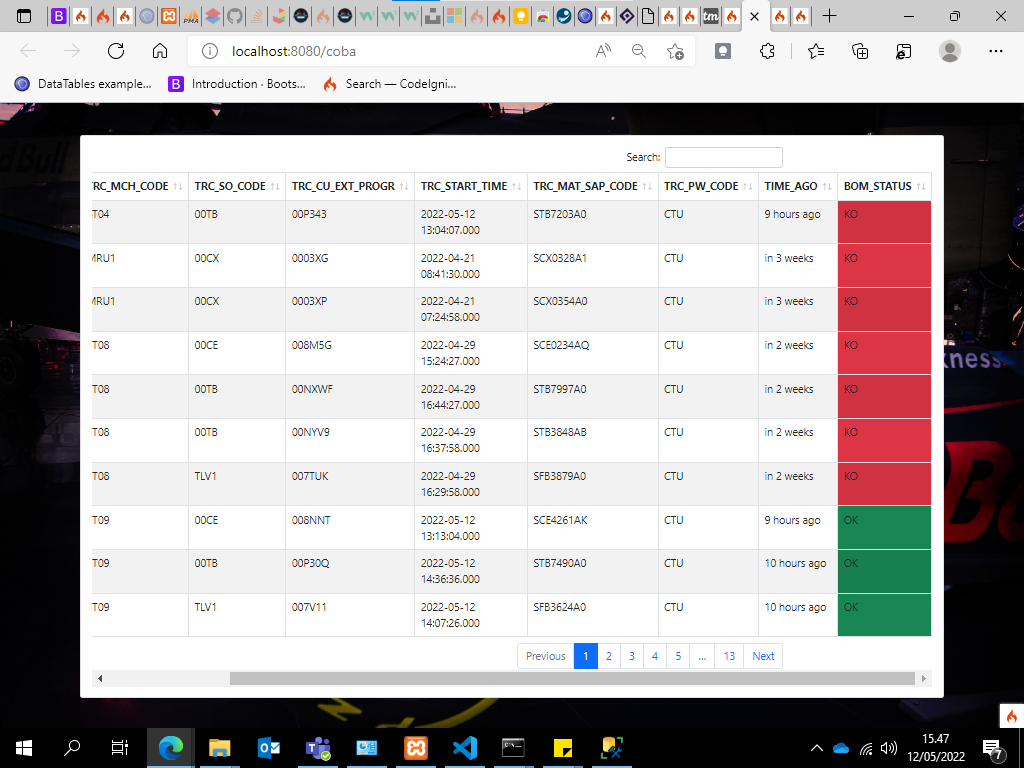 localhost:8080/coba
DataTables example...
Introduction · Boots...
Search — CodeIgni...
Search:
TRC_MCH_CODE TRC_SO_CODE TRC_CU_EXT_PROGR TRC_START_TIME TRC_MAT_SAP_CODE TRC_PW_CODE TIME_AGO BOM_STATUS
T04 00TB 00P343 2022-05-12 STB7203A0 CTU 9 hours ago KO
13:04:07.000
MRU1 00CX 0003XG 2022-04-21 SCX0328A1 CTU in 3 weeks KO
08:41:30.000
MRU1 00CX 0003XP 2022-04-21 SCX0354A0 CTU in 3 weeks KO
07:24:58.000
T08 00CE 008M5G 2022-04-29 SCE0234AQ CTU in 2 weeks KO
15:24:27.000
T08 00TB 00NXWF 2022-04-29 STB7997A0 CTU in 2 weeks KO
16:44:27.000
T08 00TB 00NYV9 2022-04-29 STB3848AB CTU in 2 weeks KO
16:37:58.000
T08 TLV1 007TUK 2022-04-29 SFB3879A0 CTU in 2 weeks KO
16:29:58.000
T09 00CE 008NNT 2022-05-12 SCE4261AK CTU 9 hours ago OK
13:13:04.000
T09 00TB 00P30Q 2022-05-12 STB7490A0 CTU 10 hours ago OK
14:36:36.000
T09 TLV1 007V11 2022-05-12 SFB3624A0 CTU 10 hours ago OK
14:07:26.000
Previous 1 2 3 4 5 ... 13 Next
15.47
12/05/2022
7